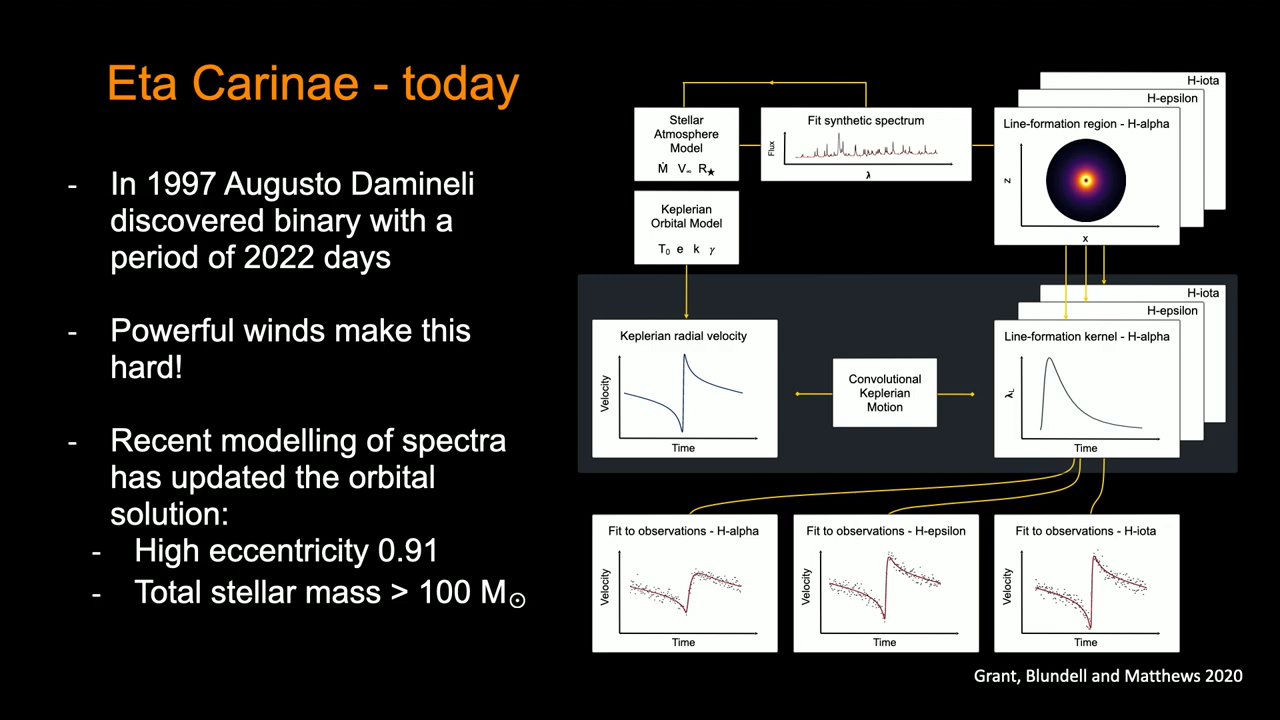 Eta Carinae - today
- In 1997 Augusto Damineli
discovered binary with a
period of 2022 days
- Powerful winds make this
hard!
- Recent modelling of spectra
has updated the orbital
solution:
- High eccentricity 0.91
- Total stellar mass > 100 M☉
Stellar
Atmosphere
Model
Ṁ V∞ R★
Fit synthetic spectrum
Flux
λ
H-iota
H-epsilon
Line-formation region - H-alpha
z
x
Keplerian
Orbital Model
T₀ e k γ
Keplerian radial velocity
Velocity
Time
Convolutional
Keplerian
Motion
H-iota
H-epsilon
Line-formation kernel - H-alpha
λL
Time
Fit to observations - H-alpha
Velocity
Time
Fit to observations - H-epsilon
Velocity
Time
Fit to observations - H-iota
Velocity
Time
Grant, Blundell and Matthews 2020